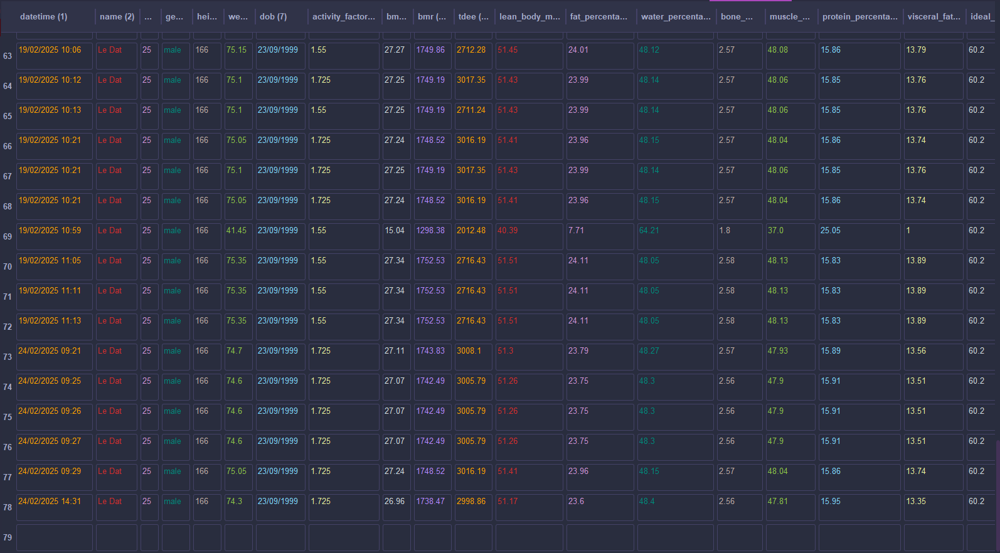 datetime (1) name (2) ... ge... hei... we... dob (7) activity_factor... bm... bmr (... tdee (... lean_body_m... fat_percenta... water_percenta... bone_... muscle_... protein_percenta... visceral_fat... ideal_
63 19/02/2025 10:06 Le Dat 25 male 166 75.15 23/09/1999 1.55 27.27 1749.86 2712.28 51.45 24.01 48.12 2.57 48.08 15.86 13.79 60.2
64 19/02/2025 10:12 Le Dat 25 male 166 75.1 23/09/1999 1.725 27.25 1749.19 3017.35 51.43 23.99 48.14 2.57 48.06 15.85 13.76 60.2
65 19/02/2025 10:13 Le Dat 25 male 166 75.1 23/09/1999 1.55 27.25 1749.19 2711.24 51.43 23.99 48.14 2.57 48.06 15.85 13.76 60.2
66 19/02/2025 10:21 Le Dat 25 male 166 75.05 23/09/1999 1.725 27.24 1748.52 3016.19 51.41 23.96 48.15 2.57 48.04 15.86 13.74 60.2
67 19/02/2025 10:21 Le Dat 25 male 166 75.1 23/09/1999 1.725 27.25 1749.19 3017.35 51.43 23.99 48.14 2.57 48.06 15.85 13.76 60.2
68 19/02/2025 10:21 Le Dat 25 male 166 75.05 23/09/1999 1.725 27.24 1748.52 3016.19 51.41 23.96 48.15 2.57 48.04 15.86 13.74 60.2
69 19/02/2025 10:59 Le Dat 25 male 166 41.45 23/09/1999 1.55 15.04 1298.38 2012.48 40.39 7.71 64.21 1.8 37.0 25.05 1 60.2
70 19/02/2025 11:05 Le Dat 25 male 166 75.35 23/09/1999 1.55 27.34 1752.53 2716.43 51.51 24.11 48.05 2.58 48.13 15.83 13.89 60.2
71 19/02/2025 11:11 Le Dat 25 male 166 75.35 23/09/1999 1.55 27.34 1752.53 2716.43 51.51 24.11 48.05 2.58 48.13 15.83 13.89 60.2
72 19/02/2025 11:13 Le Dat 25 male 166 75.35 23/09/1999 1.55 27.34 1752.53 2716.43 51.51 24.11 48.05 2.58 48.13 15.83 13.89 60.2
73 24/02/2025 09:21 Le Dat 25 male 166 74.7 23/09/1999 1.725 27.11 1743.83 3008.1 51.3 23.79 48.27 2.57 47.93 15.89 13.56 60.2
74 24/02/2025 09:25 Le Dat 25 male 166 74.6 23/09/1999 1.725 27.07 1742.49 3005.79 51.26 23.75 48.3 2.56 47.9 15.91 13.51 60.2
75 24/02/2025 09:26 Le Dat 25 male 166 74.6 23/09/1999 1.725 27.07 1742.49 3005.79 51.26 23.75 48.3 2.56 47.9 15.91 13.51 60.2
76 24/02/2025 09:27 Le Dat 25 male 166 74.6 23/09/1999 1.725 27.07 1742.49 3005.79 51.26 23.75 48.3 2.56 47.9 15.91 13.51 60.2
77 24/02/2025 09:29 Le Dat 25 male 166 75.05 23/09/1999 1.725 27.24 1748.52 3016.19 51.41 23.96 48.15 2.57 48.04 15.86 13.74 60.2
78 24/02/2025 14:31 Le Dat 25 male 166 74.3 23/09/1999 1.725 26.96 1738.47 2998.86 51.17 23.6 48.4 2.56 47.81 15.95 13.35 60.2
79